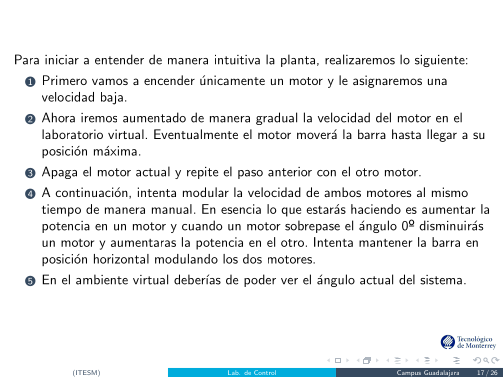 Para iniciar a entender de manera intuitiva la planta, realizaremos lo siguiente:
1 Primero vamos a encender únicamente un motor y le asignaremos una
velocidad baja.
2 Ahora iremos aumentado de manera gradual la velocidad del motor en el
laboratorio virtual. Eventualmente el motor moverá la barra hasta llegar a su
posición máxima.
3 Apaga el motor actual y repite el paso anterior con el otro motor.
4 A continuación, intenta modular la velocidad de ambos motores al mismo
tiempo de manera manual. En esencia lo que estarás haciendo es aumentar la
potencia en un motor y cuando un motor sobrepase el ángulo 0º disminuirás
un motor y aumentaras la potencia en el otro. Intenta mantener la barra en
posición horizontal modulando los dos motores.
5 En el ambiente virtual deberías de poder ver el ángulo actual del sistema.
Tecnológico
de Monterrey
(ITESM) Lab. de Control Campus Guadalajara 17 / 26